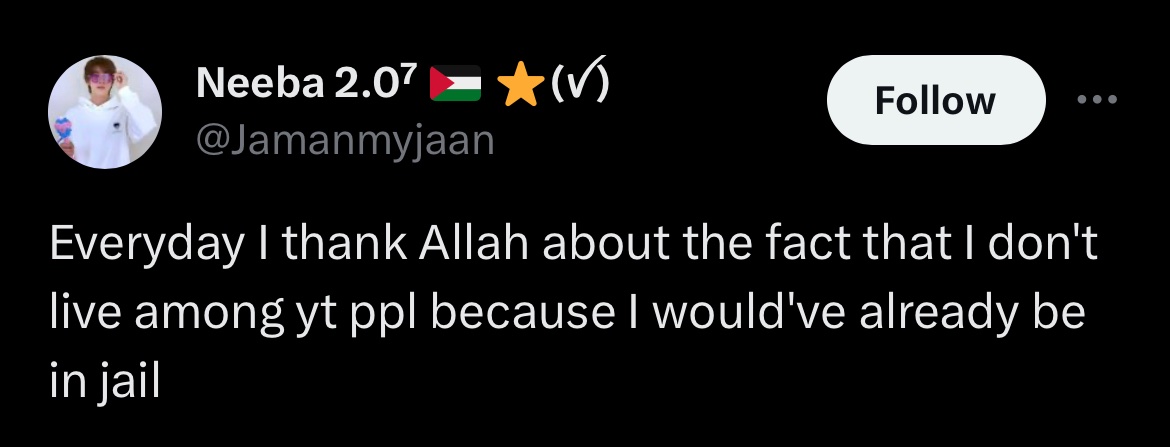 Neeba 2.0⁷ 🇵🇸 ⭐(√)
@Jamanmyjaan
Follow
Everyday I thank Allah about the fact that I don't
live among yt ppl because I would've already be
in jail